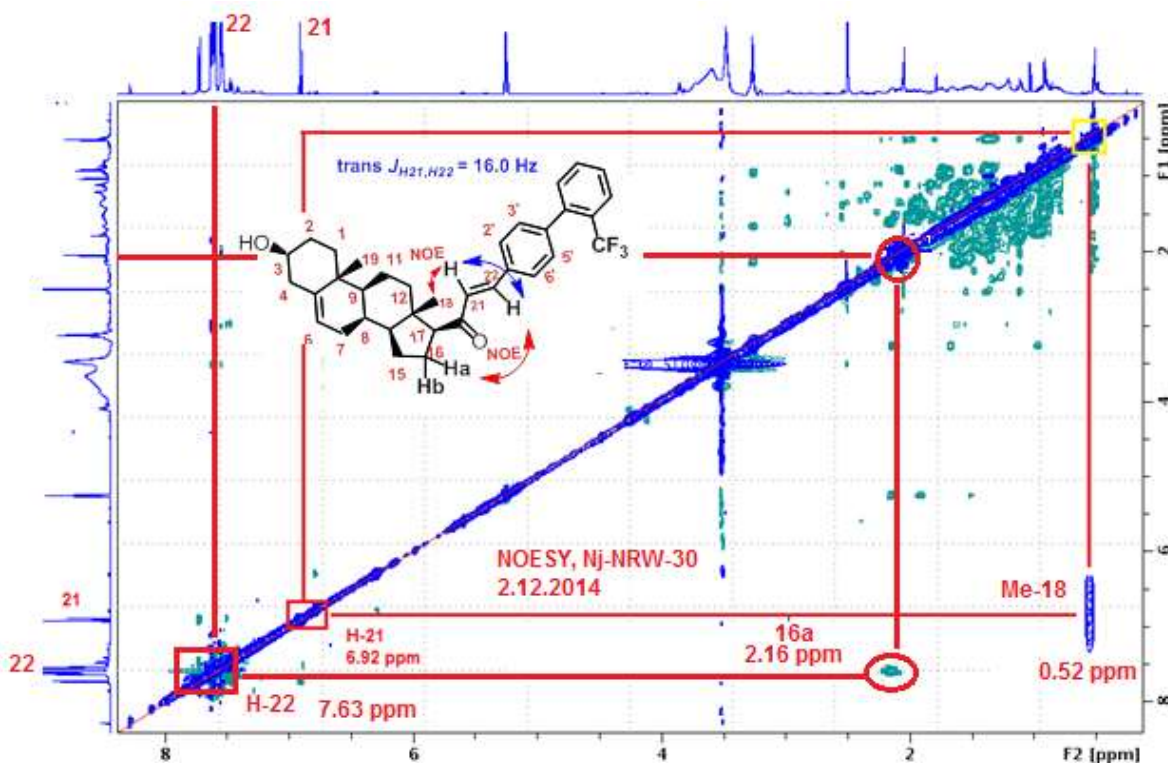 22
21
trans J_H21,H22 = 16.0 Hz
3'
2'
CF3
5'
6'
HO
2
1
3
4
19
11
NOE
H
22
12
18
21
H
9
17
O
6
7
8
16
NOE
15
Ha
Hb
F1 [ppm]
2
4
6
8
NOESY, Nj-NRW-30
2.12.2014
Me-18
21
H-21
6.92 ppm
16a
2.16 ppm
0.52 ppm
22
H-22
7.63 ppm
8
6
4
2
F2 [ppm]